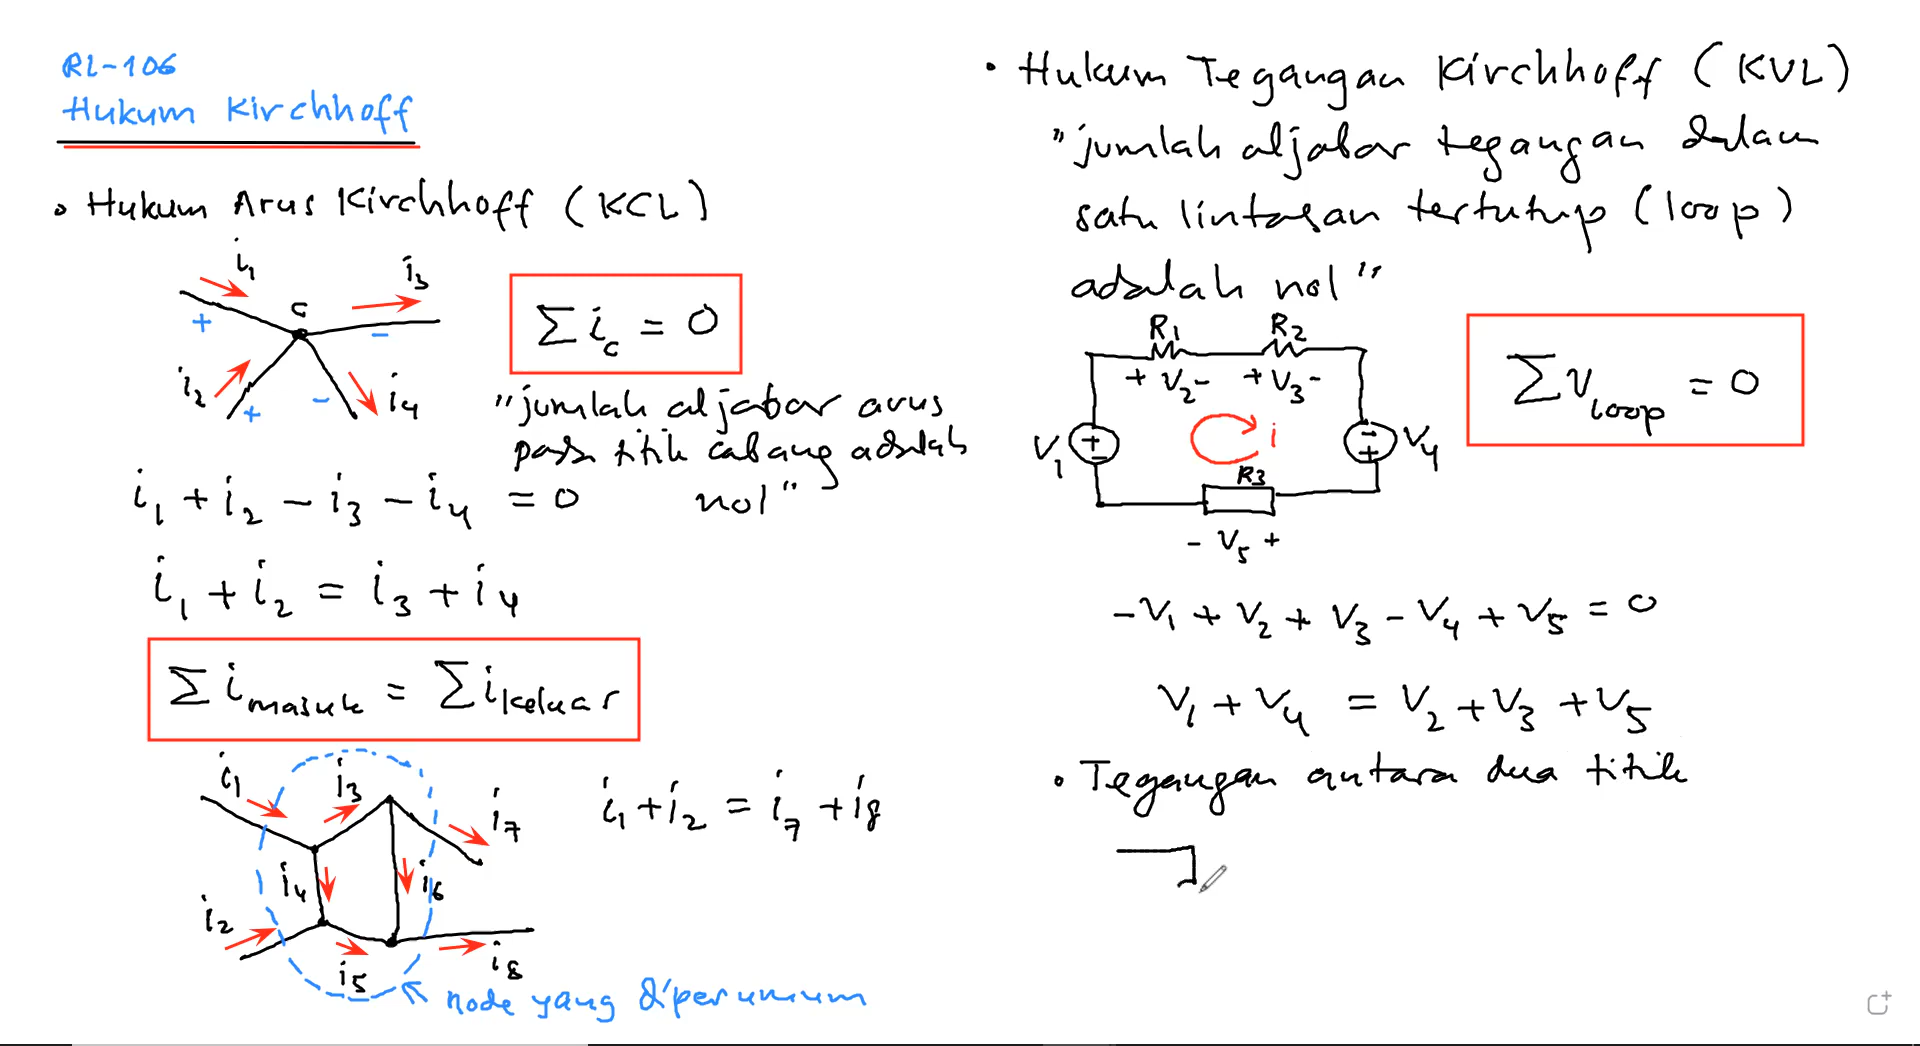 RL-106
Hukum Kirchhoff
• Hukum Arus Kirchhoff (KCL)
i₁ i₃
c
+ -
i₂ i₄
+ -
∑ i_c = 0
"jumlah aljabar arus
pada titik cabang adalah
nol"
i₁ + i₂ - i₃ - i₄ = 0
i₁ + i₂ = i₃ + i₄
∑ i_masuk = ∑ i_keluar
i₁ i₃ i₇
i₄ i₆
i₂ i₅ i₈
i₁ + i₂ = i₇ + i₈
node yang diperumum
• Hukum Tegangan Kirchhoff (KVL)
"jumlah aljabar tegangan dalam
satu lintasan tertutup (loop)
adalah nol"
R₁ R₂
+ V₂ - + V₃ -
V₁ + - i - + V₄
R₃
- V₅ +
∑ V_loop = 0
-V₁ + V₂ + V₃ - V₄ + V₅ = 0
V₁ + V₄ = V₂ + V₃ + V₅
• Tegangan antara dua titik